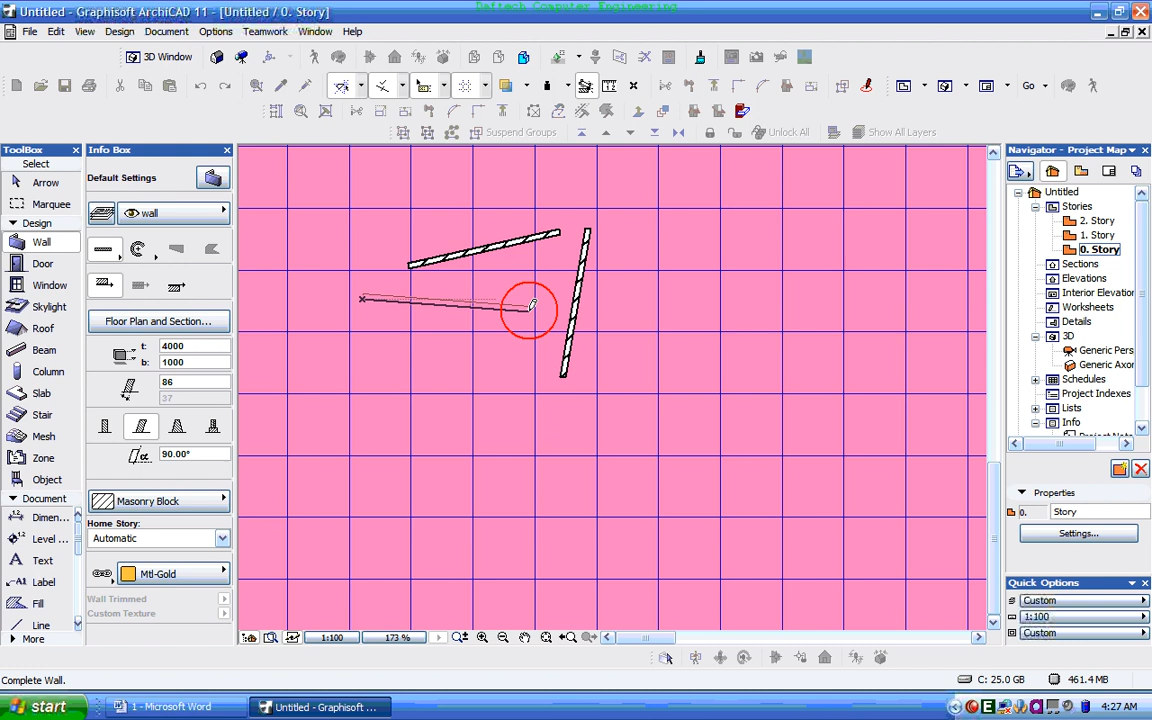 Daftech Computer Engineering
Untitled - Graphisoft ArchiCAD 11 - [Untitled / 0. Story]
File Edit View Design Document Options Teamwork Window Help
3D Window
Go
Suspend Groups
Unlock All
Show All Layers
ToolBox
Select
Arrow
Marquee
Design
Wall
Door
Window
Skylight
Roof
Beam
Column
Slab
Stair
Mesh
Zone
Object
Document
Dimen...
Level ...
Text
Label
Fill
Line
More
Info Box
Default Settings
wall
Floor Plan and Section...
t: 4000
b: 1000
86
37
90.00°
Masonry Block
Home Story:
Automatic
Mtl-Gold
Wall Trimmed
Custom Texture
1:100
173 %
Navigator - Project Map
Untitled
Stories
2. Story
1. Story
0. Story
Sections
Elevations
Interior Elevation
Worksheets
Details
3D
Generic Pers
Generic Axon
Schedules
Project Indexes
Lists
Info
Properties
0. Story
Settings...
Quick Options
Custom
1:100
Custom
Complete Wall.
C: 25.0 GB
461.4 MB
start
1 - Microsoft Word
Untitled - Graphisoft ...
4:27 AM